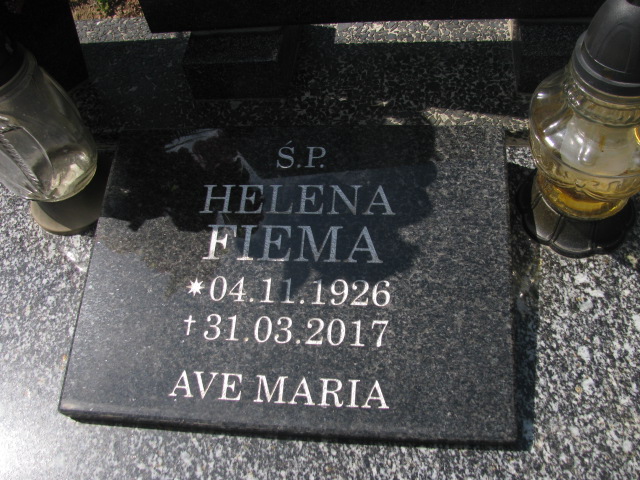 Ś.P.
HELENA
FIEMA
✷04.11.1926
†31.03.2017
AVE MARIA